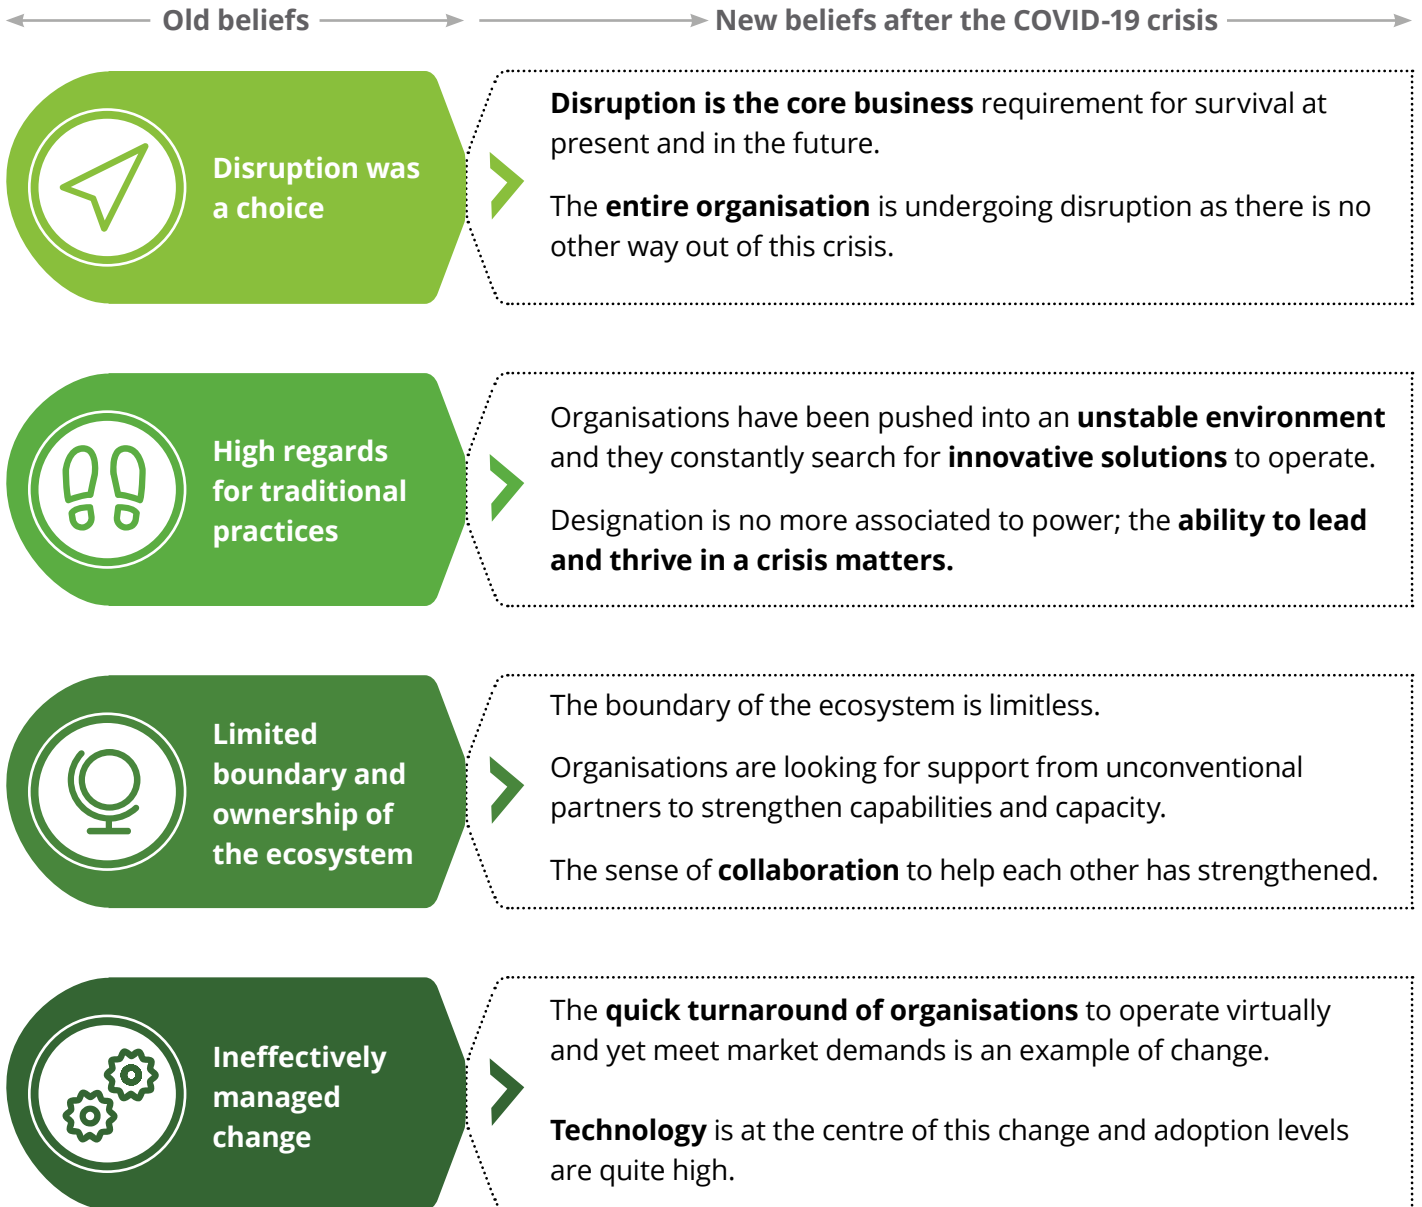 Old beliefs
New beliefs after the COVID-19 crisis
Disruption was
a choice
Disruption is the core business requirement for survival at
present and in the future.
The entire organisation is undergoing disruption as there is no
other way out of this crisis.
High regards
for traditional
practices
Organisations have been pushed into an unstable environment
and they constantly search for innovative solutions to operate.
Designation is no more associated to power; the ability to lead
and thrive in a crisis matters.
Limited
boundary and
ownership of
the ecosystem
The boundary of the ecosystem is limitless.
Organisations are looking for support from unconventional
partners to strengthen capabilities and capacity.
The sense of collaboration to help each other has strengthened.
Ineffectively
managed
change
The quick turnaround of organisations to operate virtually
and yet meet market demands is an example of change.
Technology is at the centre of this change and adoption levels
are quite high.